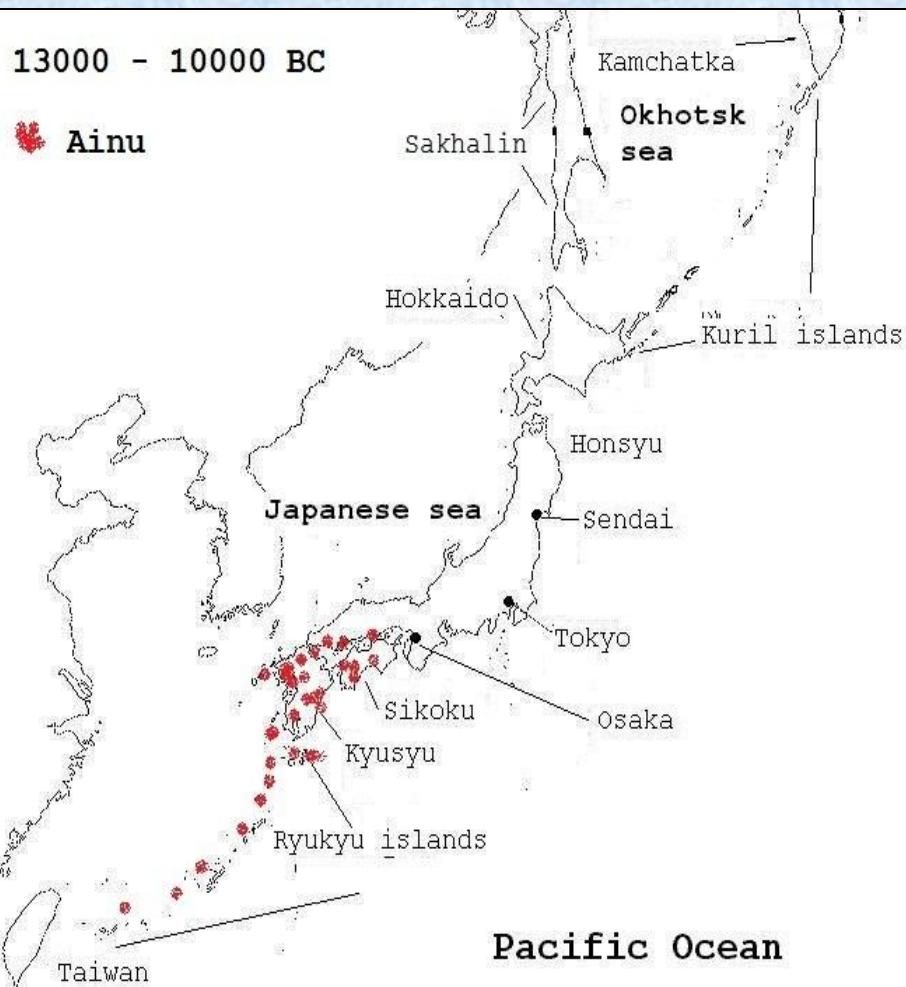 13000 - 10000 BC
Kamchatka
Ainu
Okhotsk
sea
Sakhalin
Hokkaido
Kuril islands
Honsyu
Japanese sea
Sendai
Tokyo
Sikoku
Osaka
Kyusyu
Ryukyu islands
Pacific Ocean
Taiwan